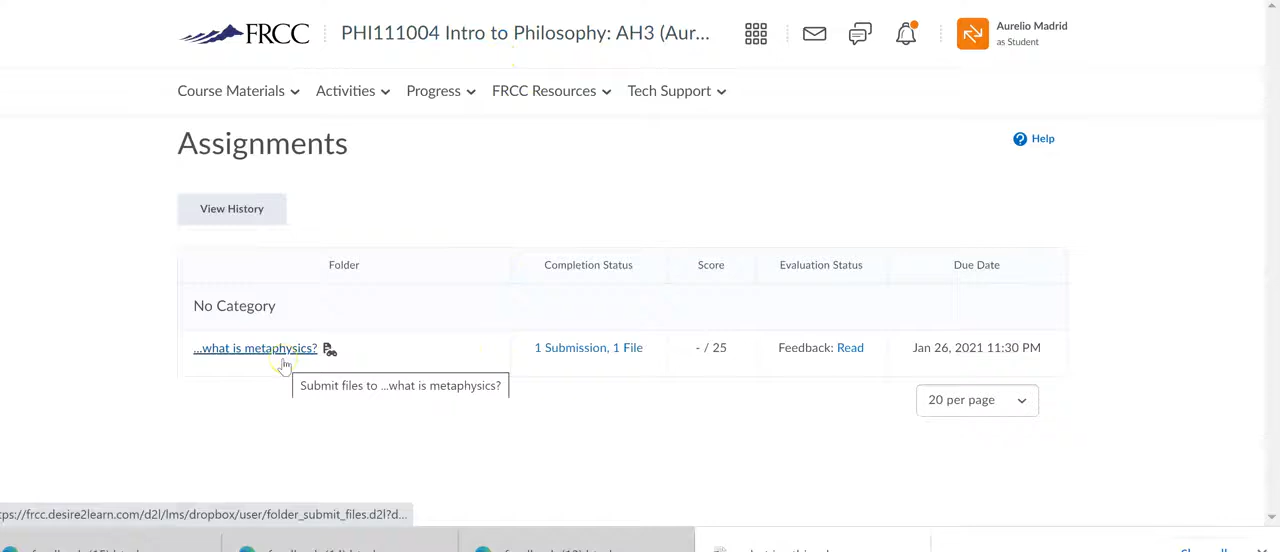 FRCC
PHI111004 Intro to Philosophy: AH3 (Aur...
Aurelio Madrid
as Student
Course Materials
Activities
Progress
FRCC Resources
Tech Support
Assignments
Help
View History
Folder
Completion Status
Score
Evaluation Status
Due Date
No Category
...what is metaphysics?
1 Submission, 1 File
- / 25
Feedback: Read
Jan 26, 2021 11:30 PM
Submit files to ...what is metaphysics?
20 per page
tps://frcc.desire2learn.com/d2l/lms/dropbox/user/folder_submit_files.d2l?d...